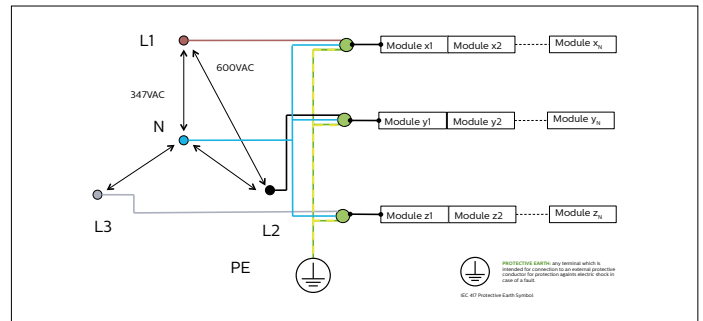 L1
600VAC
347VAC
N
L3
L2
PE
Module x1 Module x2 Module xN
Module y1 Module y2 Module yN
Module z1 Module z2 Module zN
PROTECTIVE EARTH: any terminal which is
intended for connection to an external protective
conductor for protection againts electric shock in
case of a fault.
IEC 417 Protective Earth Symbol